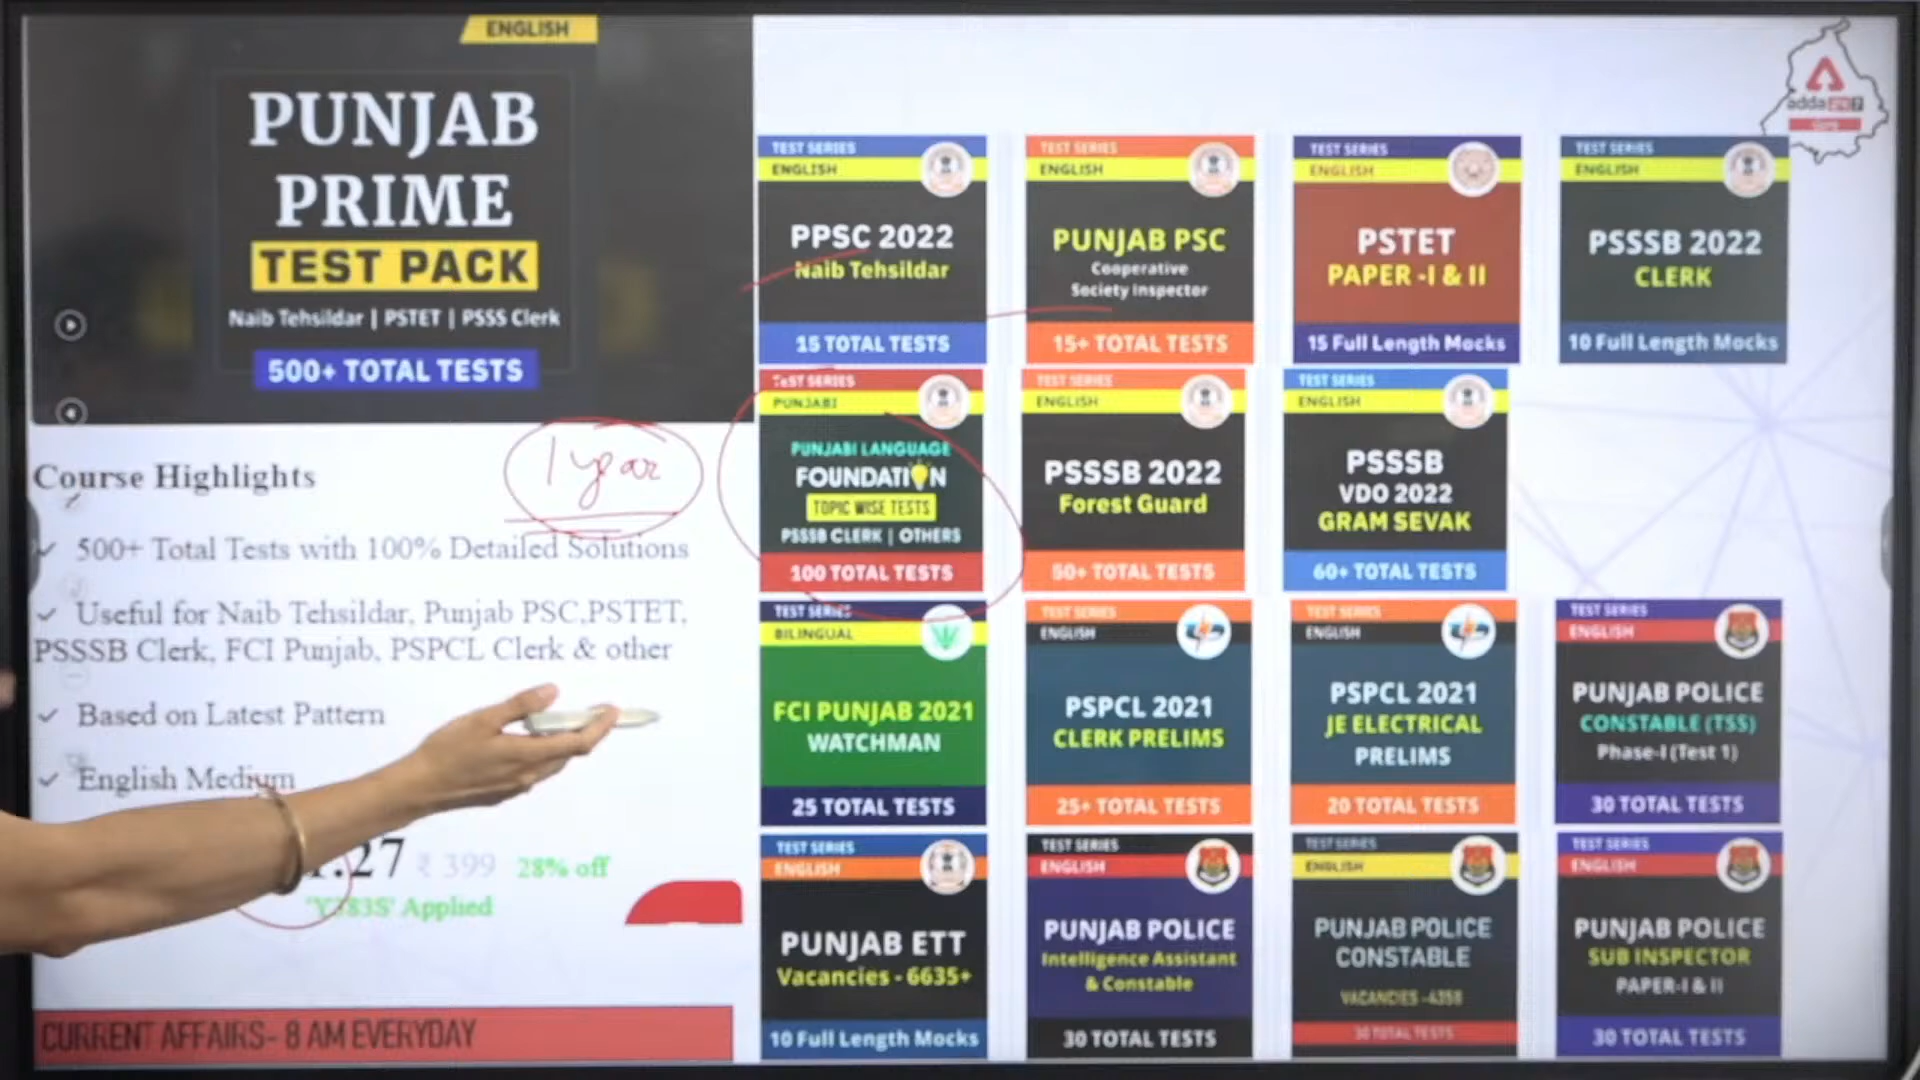 ENGLISH
PUNJAB
PRIME
TEST PACK
Naib Tehsildar | PSTET | PSSS Clerk
500+ TOTAL TESTS
1 year
Course Highlights
✓ 500+ Total Tests with 100% Detailed Solutions
✓ Useful for Naib Tehsildar, Punjab PSC,PSTET,
PSSSB Clerk, FCI Punjab, PSPCL Clerk & other
✓ Based on Latest Pattern
✓ English Medium
.27 ₹ 399 28% off
Applied
CURRENT AFFAIRS- 8 AM EVERYDAY
adda 247
TEST SERIES
ENGLISH
PPSC 2022
Naib Tehsildar
15 TOTAL TESTS
TEST SERIES
ENGLISH
PUNJAB PSC
Cooperative
Society Inspector
15+ TOTAL TESTS
TEST SERIES
ENGLISH
PSTET
PAPER -I & II
15 Full Length Mocks
TEST SERIES
ENGLISH
PSSSB 2022
CLERK
10 Full Length Mocks
TEST SERIES
PUNJABI
PUNJABI LANGUAGE
FOUNDATION
TOPIC WISE TESTS
PSSSB CLERK | OTHERS
100 TOTAL TESTS
TEST SERIES
ENGLISH
PSSSB 2022
Forest Guard
50+ TOTAL TESTS
TEST SERIES
ENGLISH
PSSSB
VDO 2022
GRAM SEVAK
60+ TOTAL TESTS
TEST SERIES
BILINGUAL
FCI PUNJAB 2021
WATCHMAN
25 TOTAL TESTS
TEST SERIES
ENGLISH
PSPCL 2021
CLERK PRELIMS
25+ TOTAL TESTS
TEST SERIES
ENGLISH
PSPCL 2021
JE ELECTRICAL
PRELIMS
20 TOTAL TESTS
TEST SERIES
ENGLISH
PUNJAB POLICE
CONSTABLE (TSS)
Phase-I (Test 1)
30 TOTAL TESTS
TEST SERIES
ENGLISH
PUNJAB ETT
Vacancies - 6635+
10 Full Length Mocks
TEST SERIES
ENGLISH
PUNJAB POLICE
Intelligence Assistant
& Constable
30 TOTAL TESTS
TEST SERIES
ENGLISH
PUNJAB POLICE
CONSTABLE
VACANCIES -4358
30 TOTAL TESTS
TEST SERIES
ENGLISH
PUNJAB POLICE
SUB INSPECTOR
PAPER-I & II
30 TOTAL TESTS